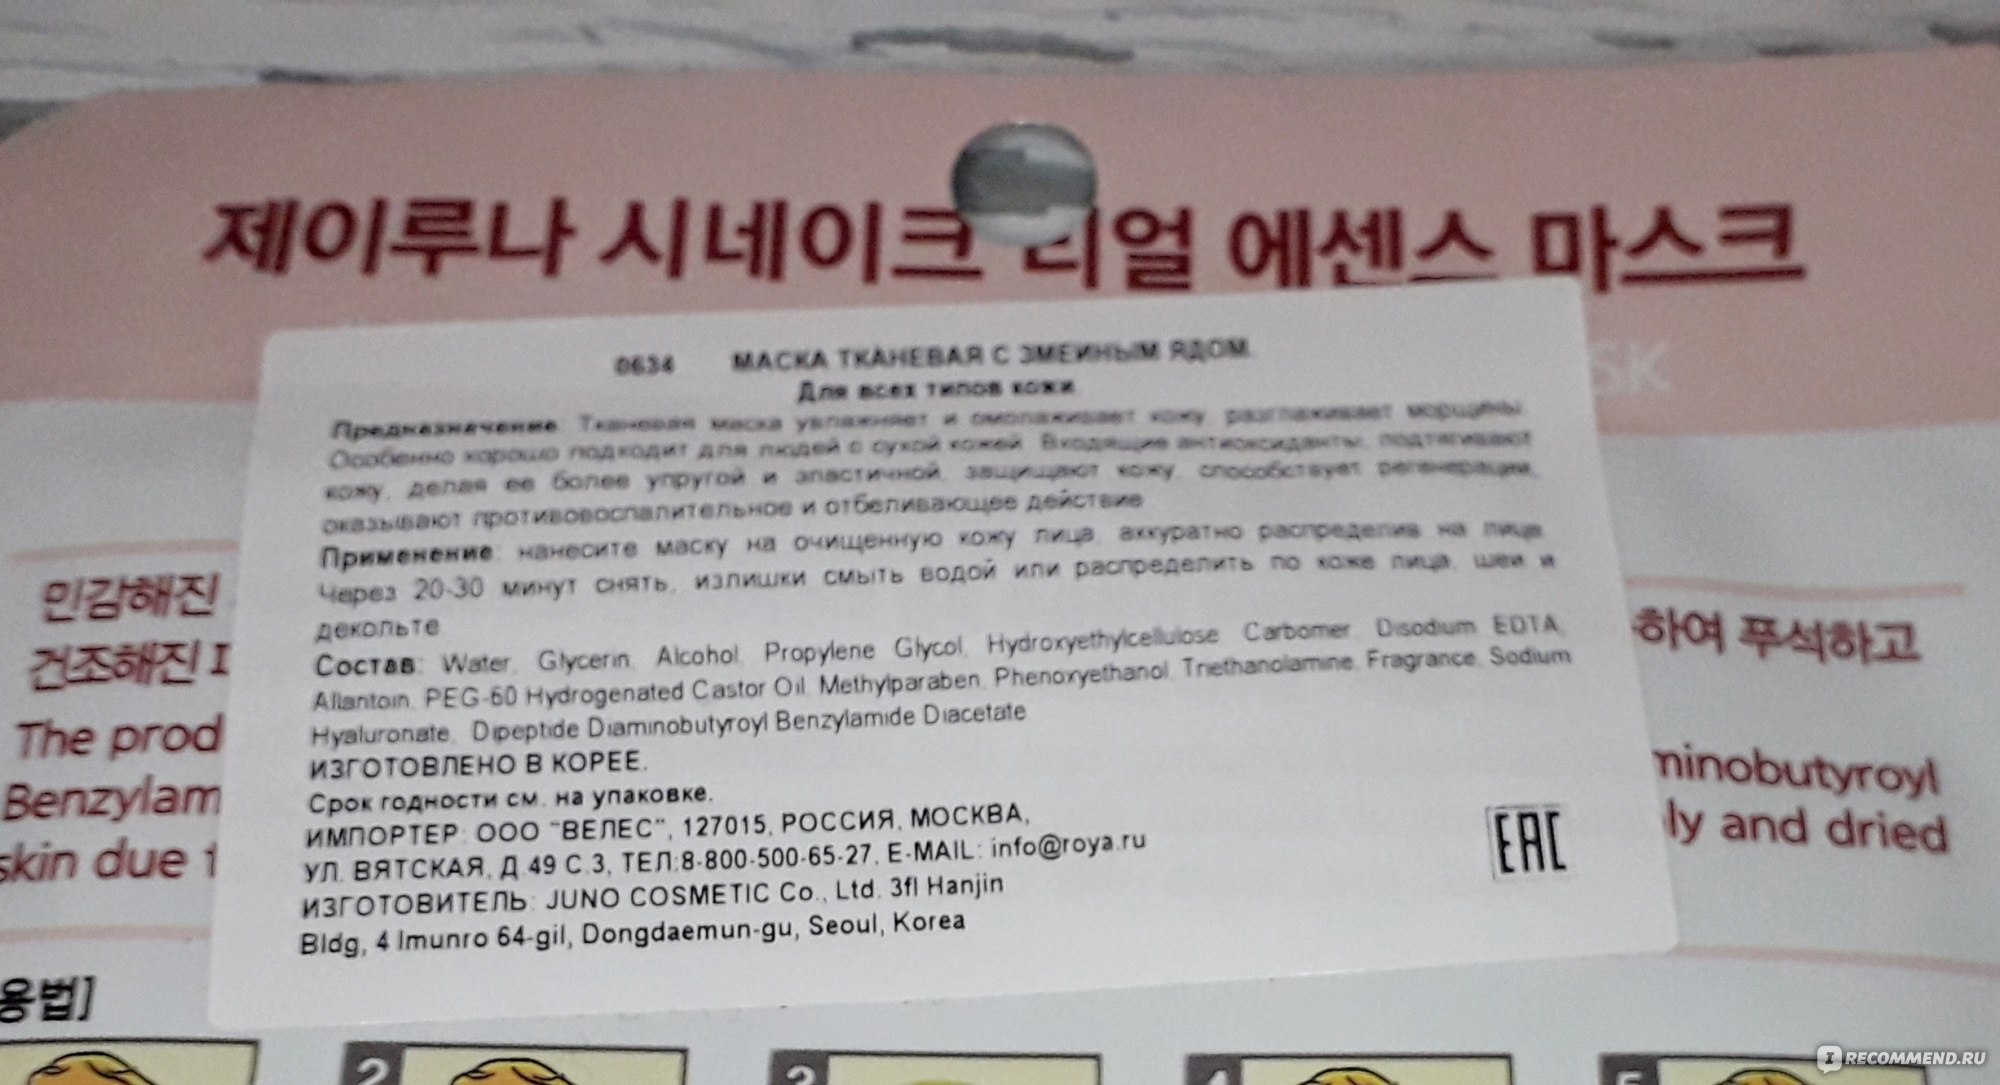 제이루나 시네이크 리얼 에센스 마스크
SK
0634 МАСКА ТКАНЕВАЯ С ЗМЕИНЫМ ЯДОМ.
Для всех типов кожи.
Предназначение: Тканевая маска увлажняет и омолаживает кожу, разглаживает морщины.
Особенно хорошо подходит для людей с сухой кожей. Входящие антиоксиданты, подтягивают
кожу, делая ее более упругой и эластичной, защищают кожу, способствует регенерации,
оказывают противовоспалительное и отбеливающее действие
Применение: нанесите маску на очищенную кожу лица, аккуратно распределив на лице.
Через 20-30 минут снять, излишки смыть водой или распределить по коже лица, шеи и
декольте
Состав: Water, Glycerin, Alcohol, Propylene Glycol, Hydroxyethylcellulose, Carbomer, Disodium EDTA,
Allantoin, PEG-60 Hydrogenated Castor Oil, Methylparaben, Phenoxyethanol, Triethanolamine, Fragrance, Sodium
Hyaluronate, Dipeptide Diaminobutyroyl Benzylamide Diacetate
ИЗГОТОВЛЕНО В КОРЕЕ.
Срок годности см. на упаковке.
ИМПОРТЕР: ООО "ВЕЛЕС", 127015, РОССИЯ, МОСКВА,
УЛ. ВЯТСКАЯ, Д.49 С.3, ТЕЛ:8-800-500-65-27, E-MAIL: info@roya.ru
ИЗГОТОВИТЕЛЬ: JUNO COSMETIC Co., Ltd. 3fl Hanjin
Bldg, 4 Imunro 64-gil, Dongdaemun-gu, Seoul, Korea
EAC
민감해진
건조해진
하여 푸석하고
The prod
minobutyroyl
Benzylam
ly and dried
skin due
용법]
2
3
4
5
IRECOMMEND.RU